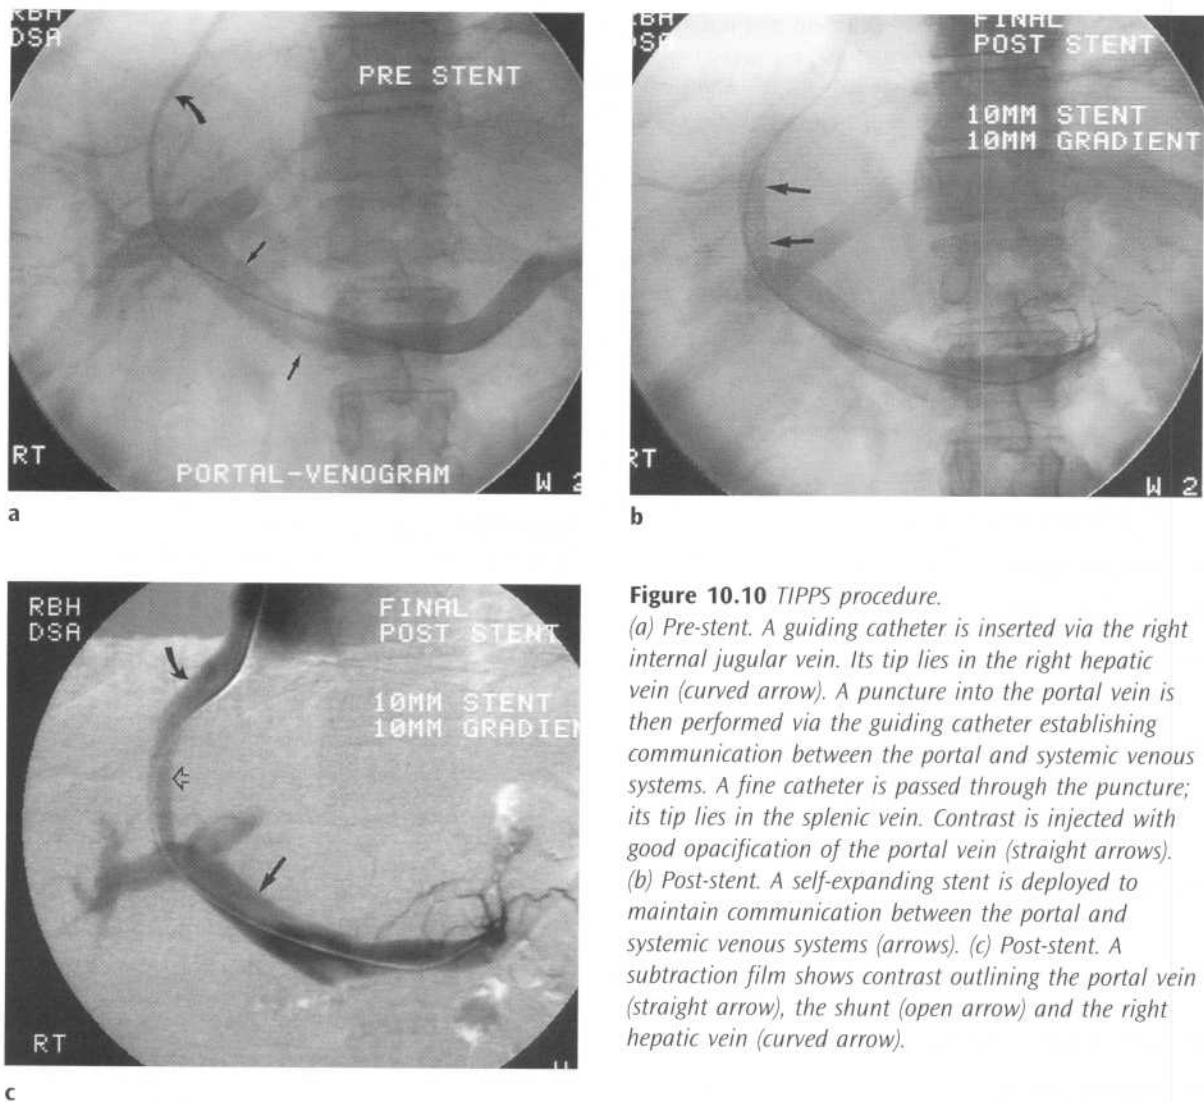 RBH
DSA
PRE STENT
RT
PORTAL-VENOGRAM
W 2
a
RBH
DSA
FINAL
POST STENT
10MM STENT
10MM GRADIENT
RT
W 2
b
RBH
DSA
FINAL
POST STENT
10MM STENT
10MM GRADIEN
RT
c
Figure 10.10 TIPPS procedure.
(a) Pre-stent. A guiding catheter is inserted via the right
internal jugular vein. Its tip lies in the right hepatic
vein (curved arrow). A puncture into the portal vein is
then performed via the guiding catheter establishing
communication between the portal and systemic venous
systems. A fine catheter is passed through the puncture;
its tip lies in the splenic vein. Contrast is injected with
good opacification of the portal vein (straight arrows).
(b) Post-stent. A self-expanding stent is deployed to
maintain communication between the portal and
systemic venous systems (arrows). (c) Post-stent. A
subtraction film shows contrast outlining the portal vein
(straight arrow), the shunt (open arrow) and the right
hepatic vein (curved arrow).